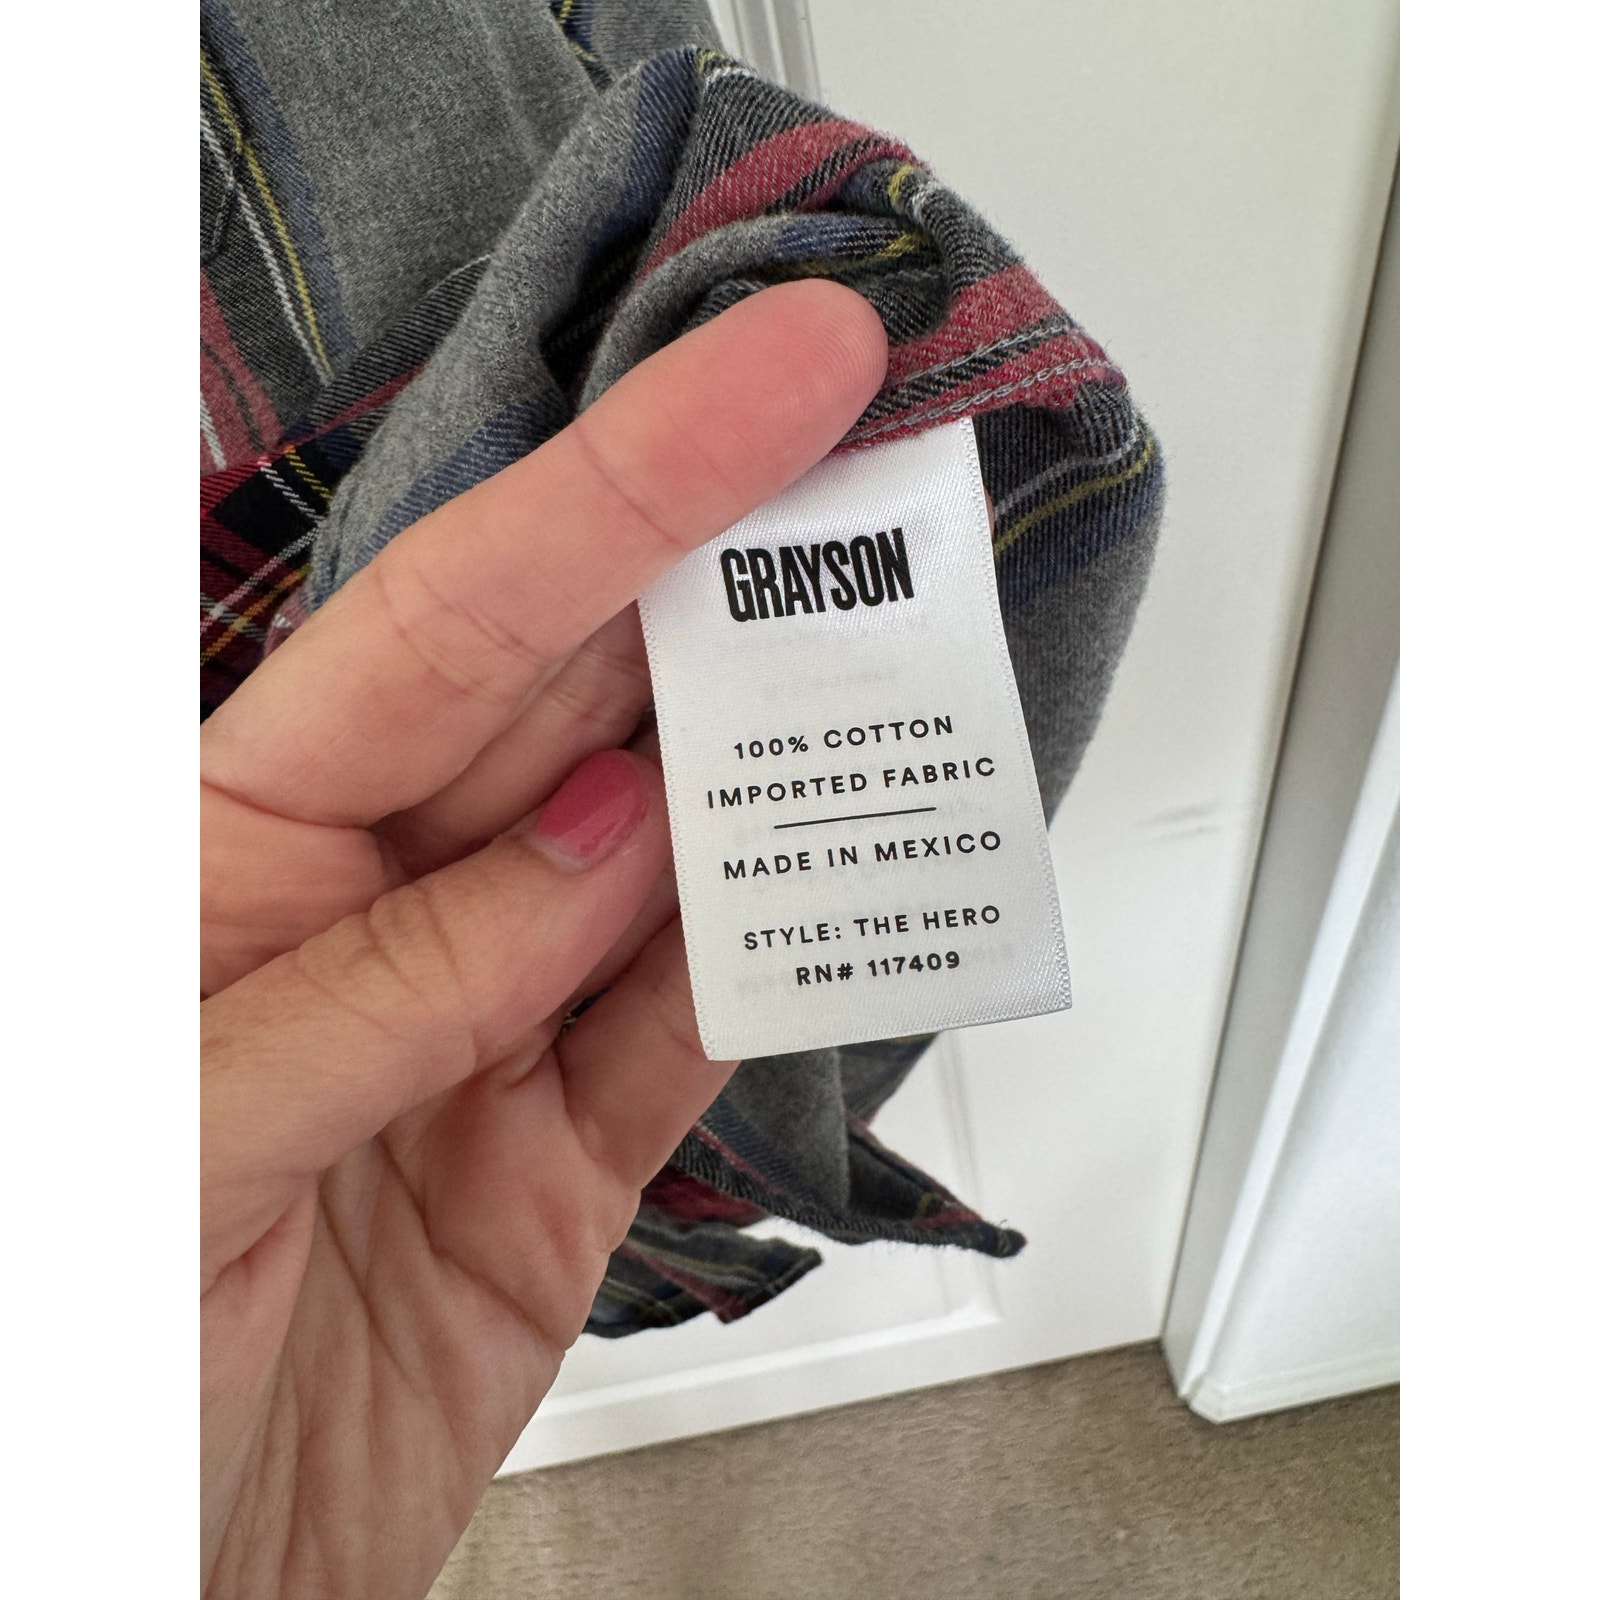 GRAYSON
100% COTTON
IMPORTED FABRIC
MADE IN MEXICO
STYLE: THE HERO
RN# 117409